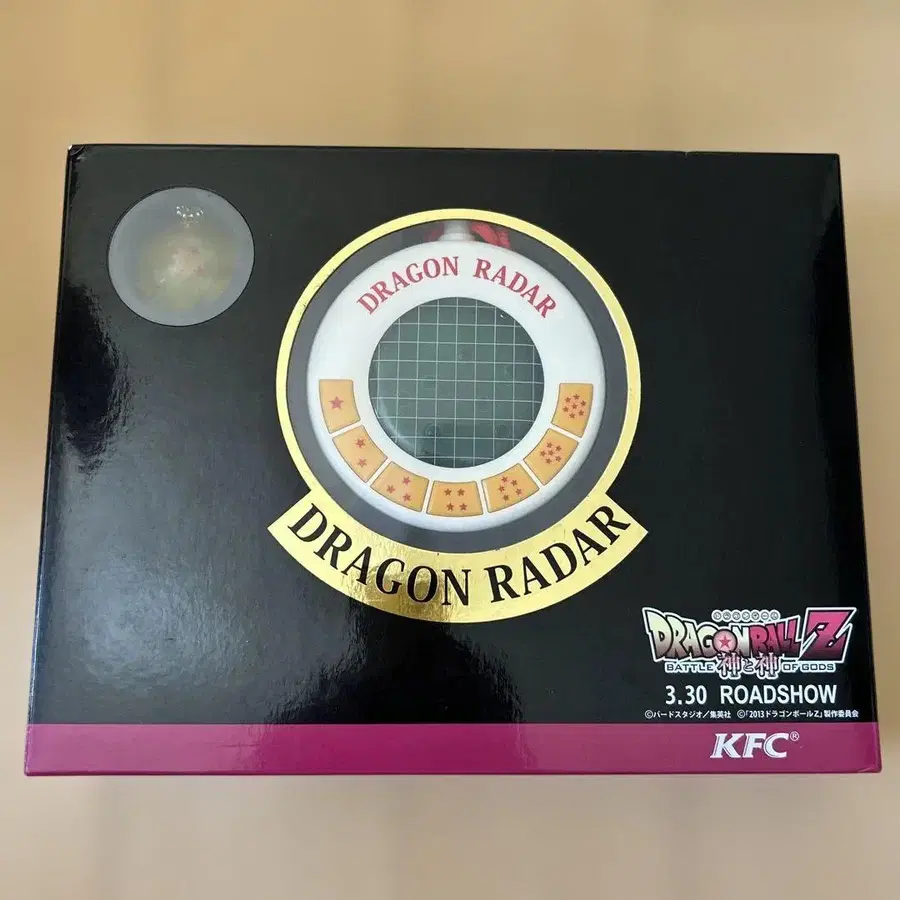 DRAGON RADAR
DRAGON RADAR
DRAGON BALL Z
BATTLE 神と神 OF GODS
3.30 ROADSHOW
©バードスタジオ/集英社 ©「2013ドラゴンボールZ」製作委員会
KFC®